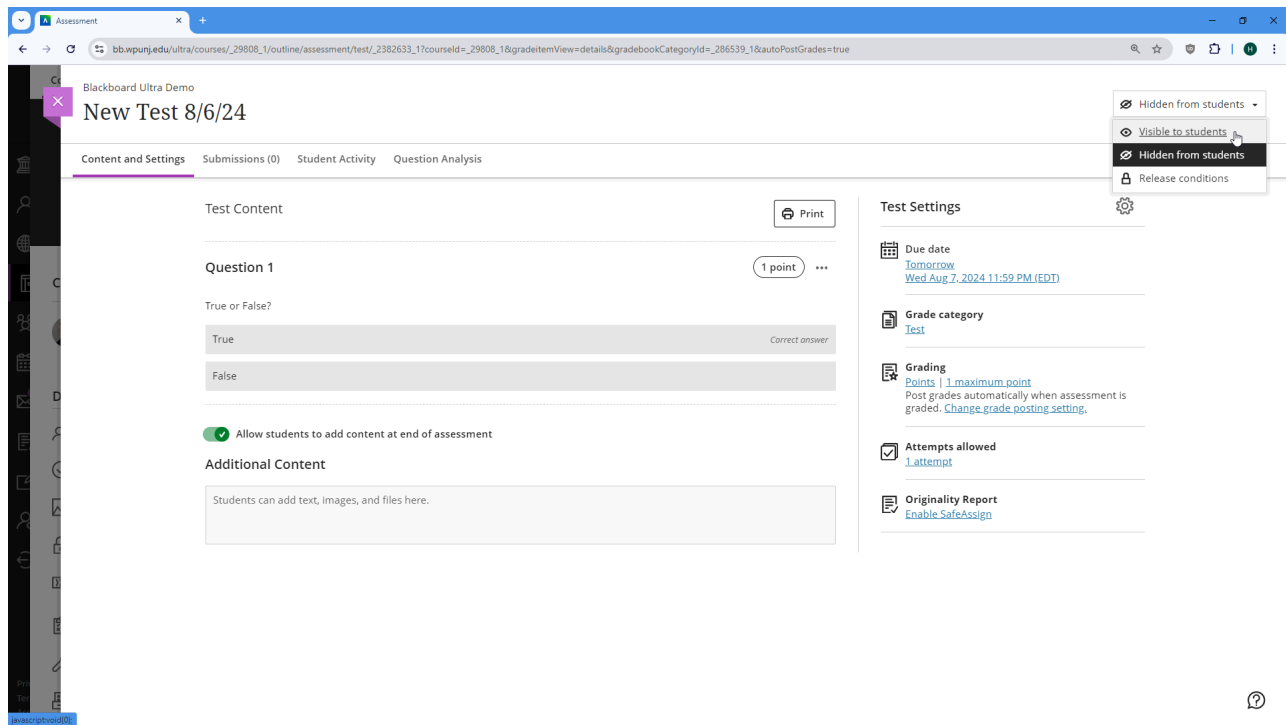 Assessment
bb.wpunj.edu/ultra/courses/_29808_1/outline/assessment/test/_2382633_1?courseId=_29808_1&gradeitemView=details&gradebookCategoryId=_286539_1&autoPostGrades=true
H
Blackboard Ultra Demo
New Test 8/6/24
Hidden from students
Visible to students
Hidden from students
Release conditions
Content and Settings
Submissions (0)
Student Activity
Question Analysis
Test Content
Print
Question 1
1 point
True or False?
True
Correct answer
False
Allow students to add content at end of assessment
Additional Content
Students can add text, images, and files here.
Test Settings
Due date
Tomorrow
Wed Aug 7, 2024 11:59 PM (EDT)
Grade category
Test
Grading
Points | 1 maximum point
Post grades automatically when assessment is
graded. Change grade posting setting.
Attempts allowed
1 attempt
Originality Report
Enable SafeAssign
javascript:void(0);